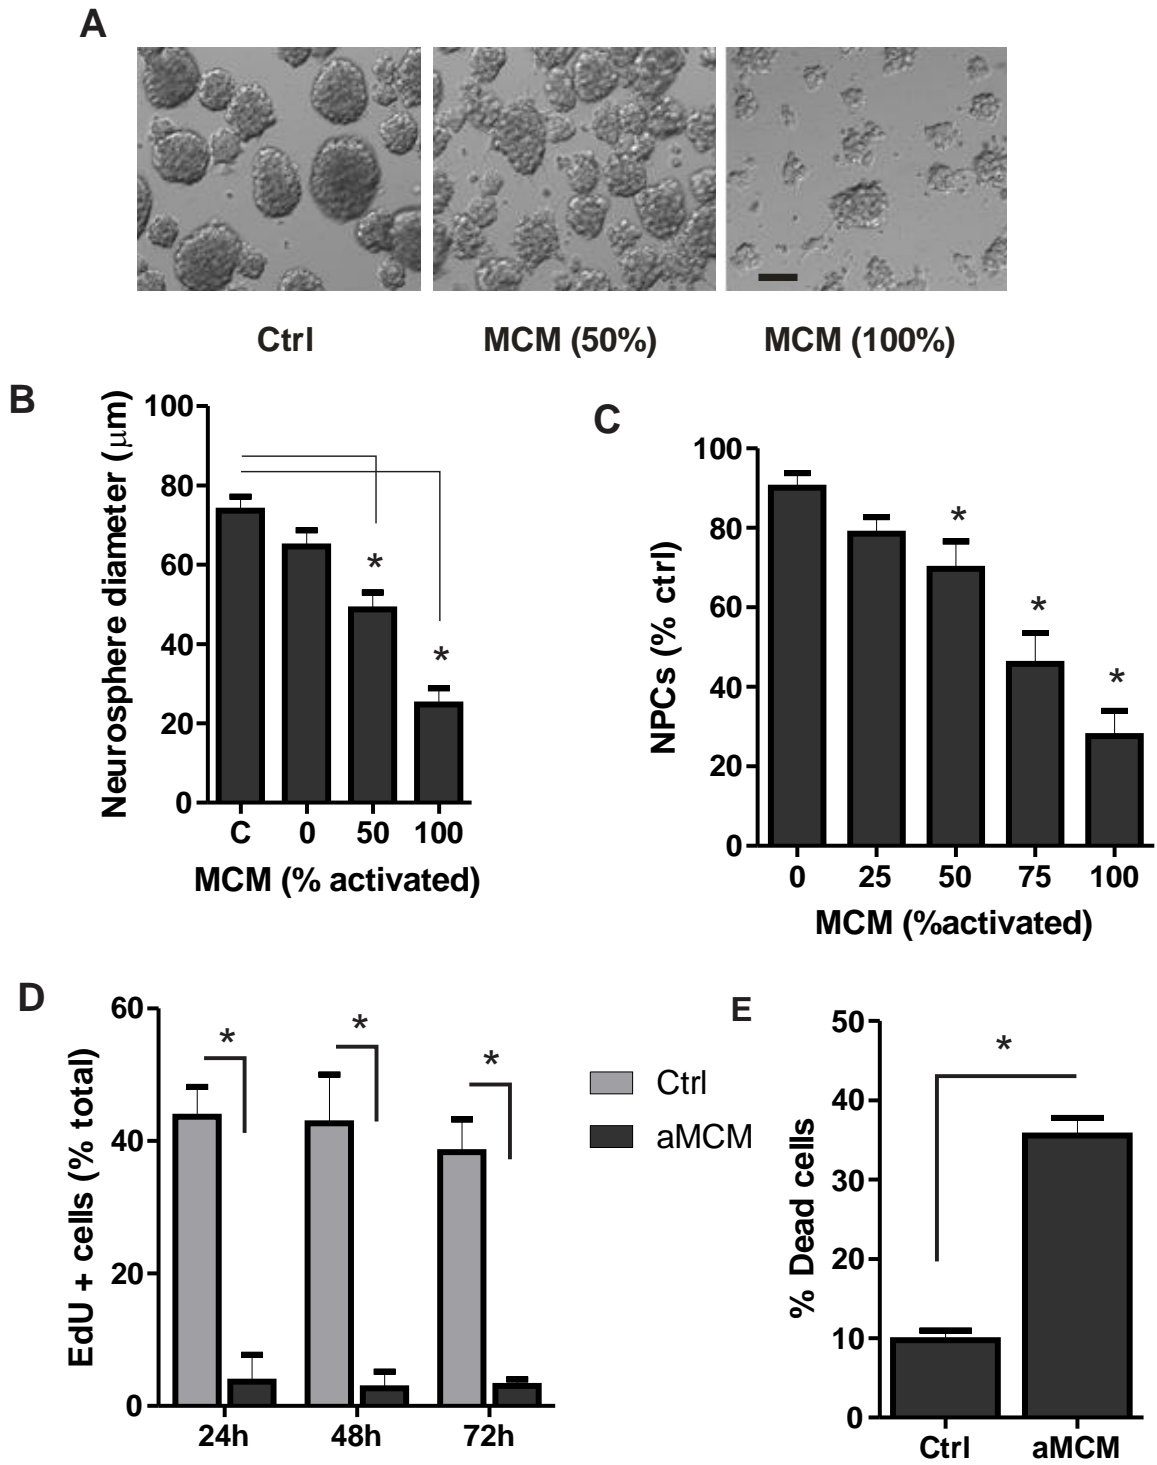 A
Ctrl
MCM (50%)
MCM (100%)
B
Neurosphere diameter (μm)
100
80
60
40
20
0
*
*
C
0
50
100
MCM (% activated)
C
NPCs (% ctrl)
100
80
60
40
20
0
*
*
*
0
25
50
75
100
MCM (%activated)
D
EdU + cells (% total)
60
40
20
0
*
*
*
24h
48h
72h
Ctrl
aMCM
E
% Dead cells
50
40
30
20
10
0
*
Ctrl
aMCM